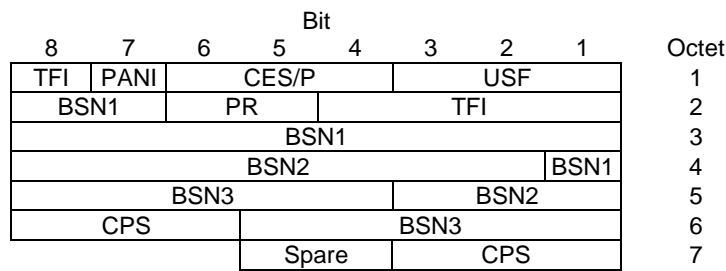 Bit
8 7 6 5 4 3 2 1 Octet
TFI PANI CES/P USF 1
BSN1 PR TFI 2
BSN1 3
BSN2 BSN1 4
BSN3 BSN2 5
CPS BSN3 6
Spare CPS 7